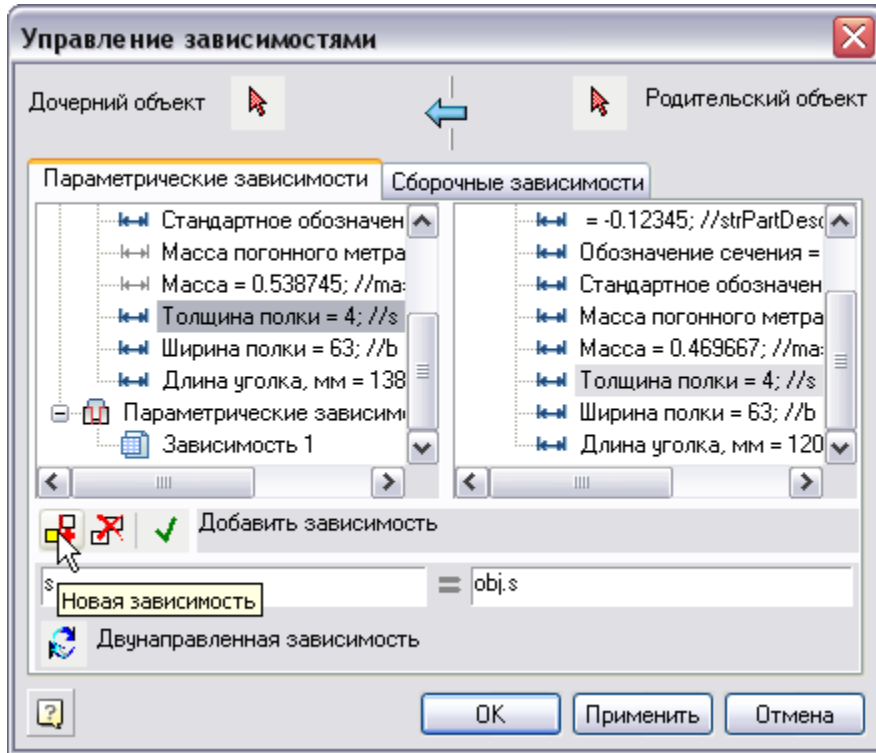 Управление зависимостями
Дочерний объект
Родительский объект
Параметрические зависимости
Сборочные зависимости
Стандартное обозначен
Масса погонного метра
Масса = 0.538745; //ma
Толщина полки = 4; //s
Ширина полки = 63; //b
Длина уголка, мм = 138
Параметрические зависим
Зависимость 1
= -0.12345; //strPartDesc
Обозначение сечения =
Стандартное обозначен
Масса погонного метра
Масса = 0.469667; //ma
Толщина полки = 4; //s
Ширина полки = 63; //b
Длина уголка, мм = 120
Добавить зависимость
s
=
obj.s
Новая зависимость
Двунаправленная зависимость
?
OK
Применить
Отмена